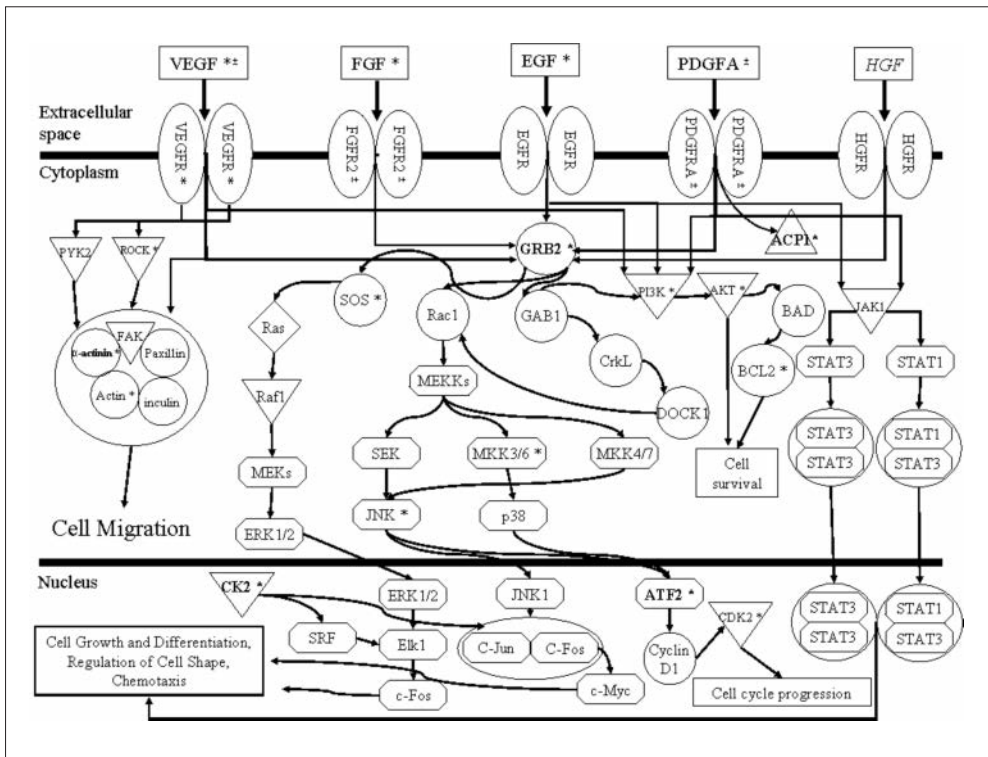 VEGF *±
FGF *
EGF *
PDGFA ±
HGF
Extracellular
space
VEGFR *
VEGFR *
FGFR2 ±
FGFR2 ±
EGFR
EGFR
PDGFRA ±
PDGFRA ±
HGFR
HGFR
Cytoplasm
PYK2
ROCK *
GRB2 *
ACP1 *
SOS *
PI3K *
AKT *
JAK1
Ras
Rac1
GAB1
BAD
FAK
α-actinin *
Paxillin
CrkL
STAT3
STAT1
MEKKs
BCL2 *
Actin *
inculin
Raf1
DOCK1
STAT3
STAT3
STAT1
STAT3
SEK
MKK3/6 *
MKK4/7
MEKs
Cell
survival
Cell Migration
ERK1/2
JNK *
p38
Nucleus
CK2 *
ERK1/2
JNK1
ATF2 *
CDK2 *
STAT3
STAT3
STAT1
STAT3
SRF
Elk1
C-Jun
C-Fos
Cyclin
D1
Cell Growth and Differentiation,
Regulation of Cell Shape,
Chemotaxis
c-Fos
c-Myc
Cell cycle progression